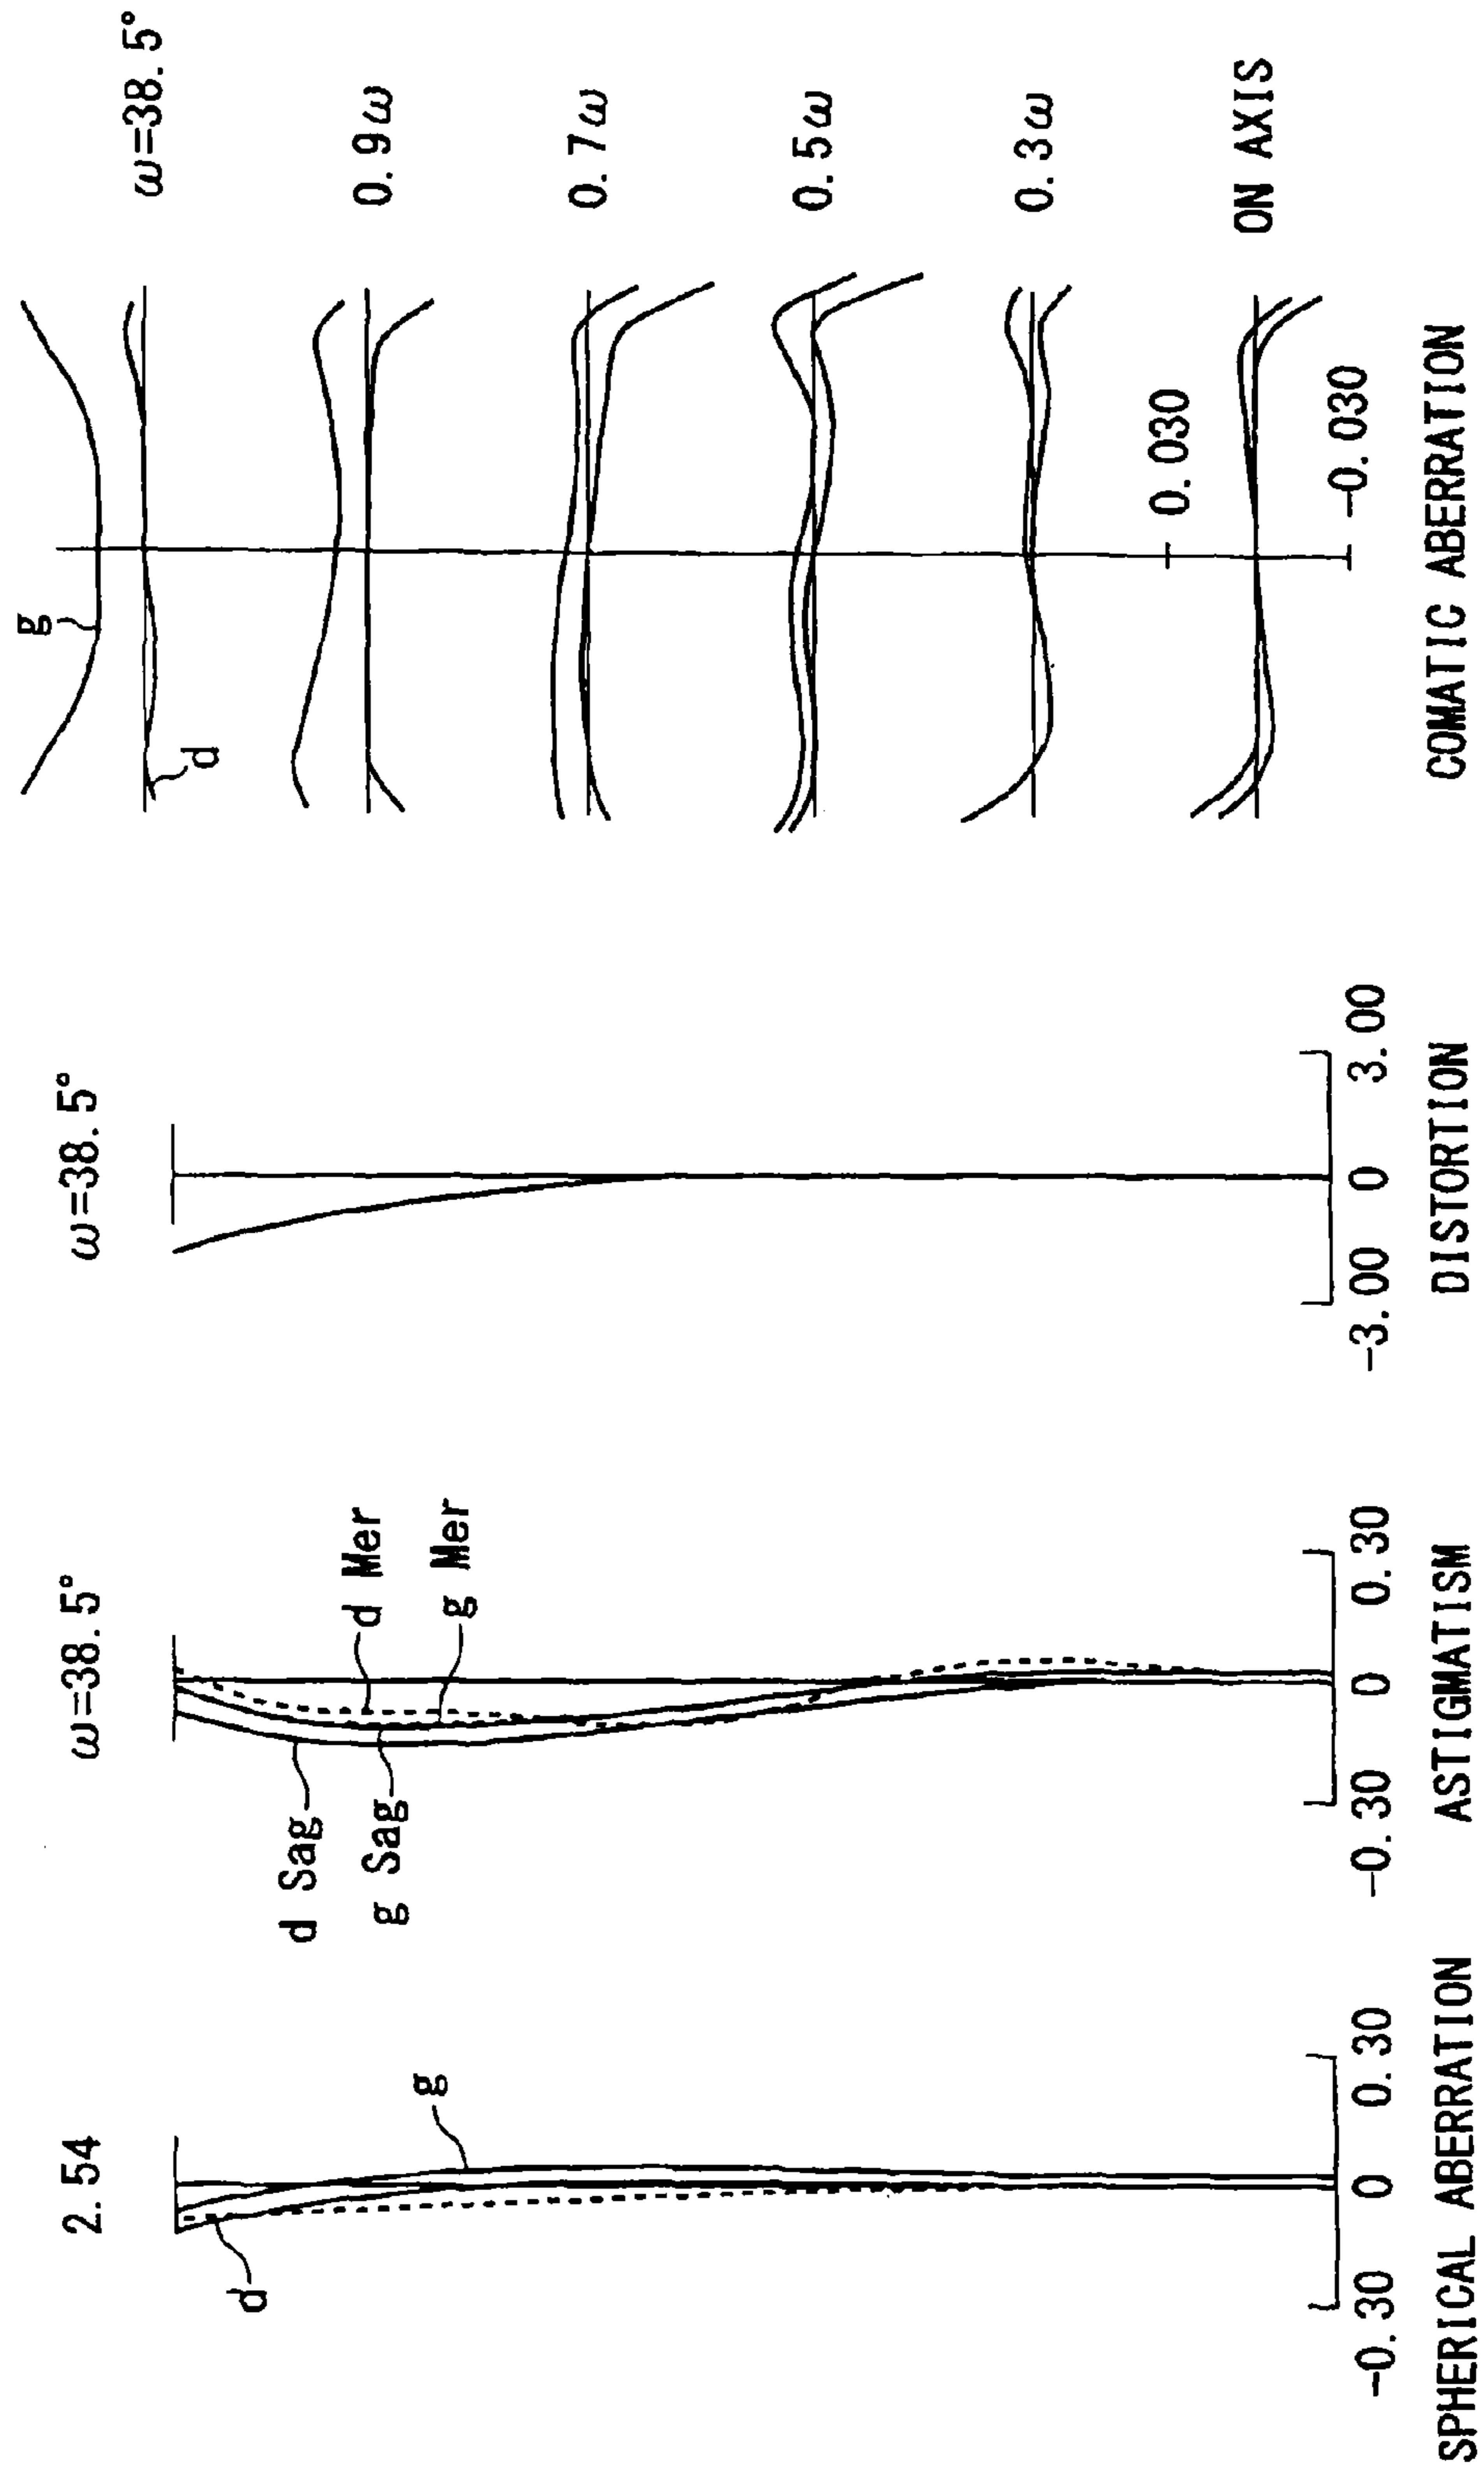 2.54
d
g
-0.30 0 0.30
SPHERICAL ABERRATION
ω=38.5°
d Sag
g Sag
d Mer
g Mer
-0.30 0 0.30
ASTIGMATISM
ω=38.5°
-3.00 0 3.00
DISTORTION
g
d
ω=38.5°
0.9ω
0.7ω
0.5ω
0.3ω
0.030
ON AXIS
-0.030
COMATIC ABERRATION